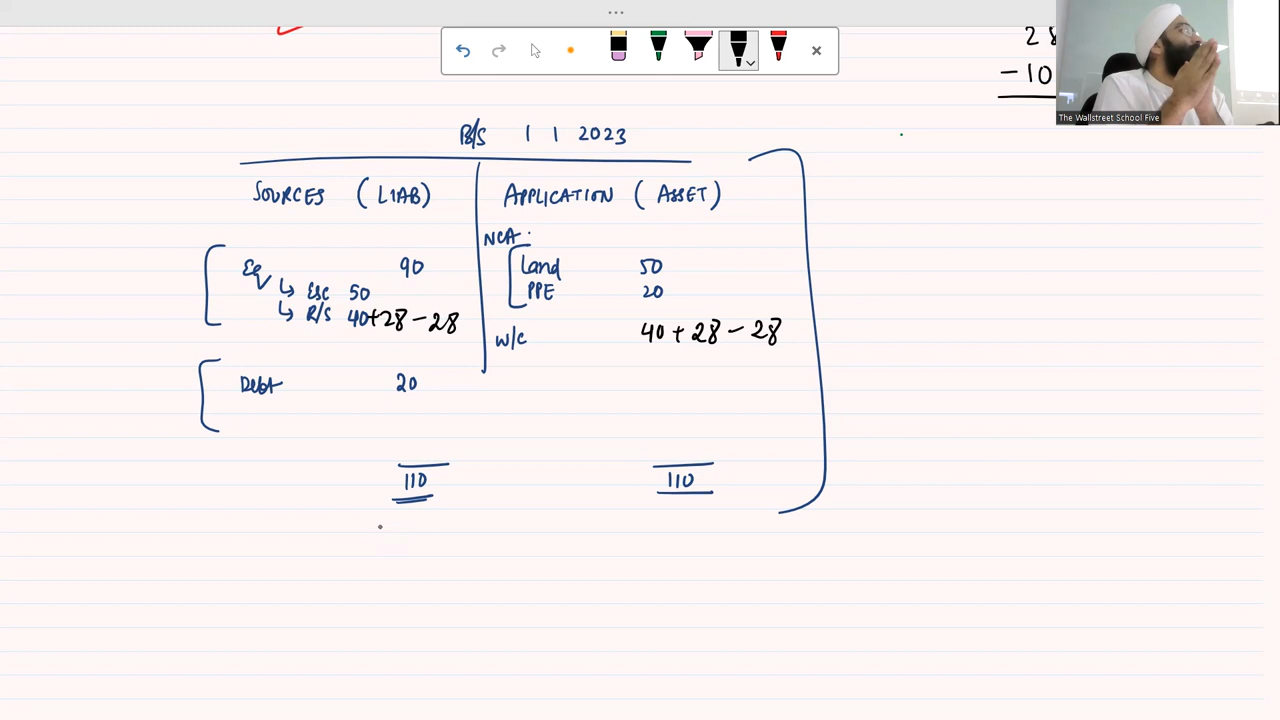 28
-10
The Wallstreet School Five
B/S 1 1 2023
SOURCES (LIAB)
APPLICATION (ASSET)
NCA.
Eq 90
↳ ESC 50
↳ R/S 40+28-28
Land 50
PPE 20
W/C 40 + 28 - 28
Debt 20
110
110